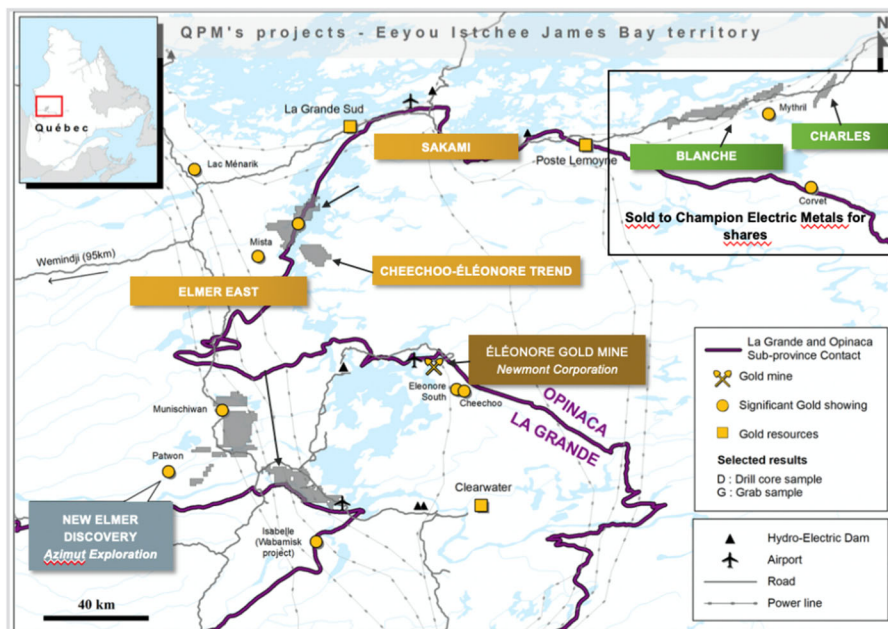 QPM's projects - Eeyou Istchee James Bay territory
N
Québec
La Grande Sud
Lac Ménarik
SAKAMI
Poste Lemoyne
Mythril
BLANCHE
CHARLES
Corvet
Sold to Champion Electric Metals for
shares
Wemindji (95km)
Mista
CHEECHOO-ÉLÉONORE TREND
ELMER EAST
ÉLÉONORE GOLD MINE
Newmont Corporation
Eleonore
South
Cheechoo
OPINACA
LA GRANDE
Munischiwan
Patwon
Clearwater
NEW ELMER
DISCOVERY
Azimut Exploration
Isabelle
(Wabamisk
project)
40 km
La Grande and Opinaca
Sub-province Contact
Gold mine
Significant Gold showing
Gold resources
Selected results
D : Drill core sample
G : Grab sample
Hydro-Electric Dam
Airport
Road
Power line